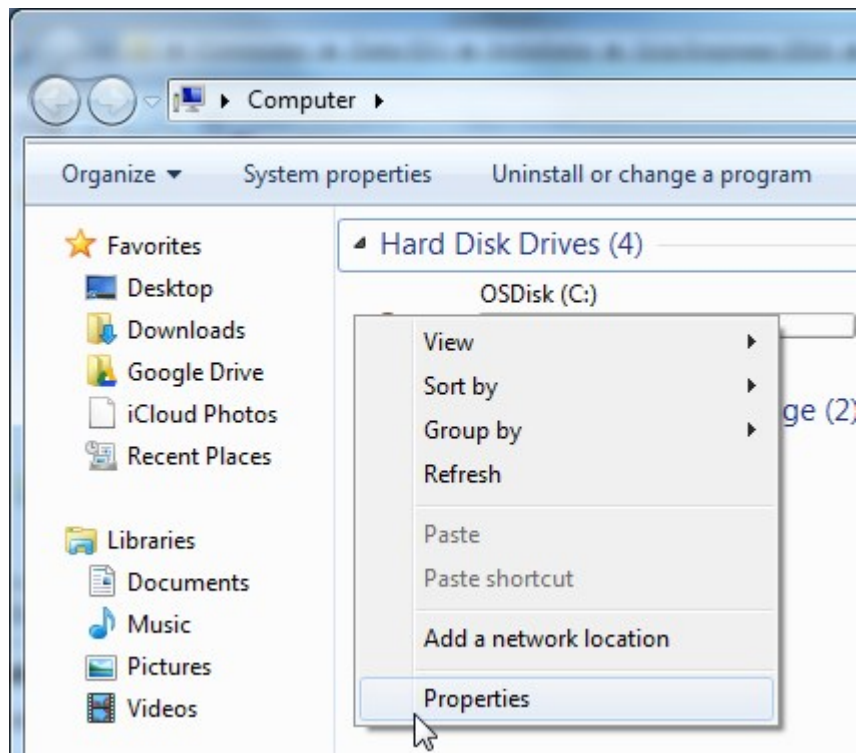 Computer
Organize
System properties
Uninstall or change a program
Favorites
Desktop
Downloads
Google Drive
iCloud Photos
Recent Places
Libraries
Documents
Music
Pictures
Videos
Hard Disk Drives (4)
OSDisk (C:)
(2)
View
Sort by
Group by
Refresh
Paste
Paste shortcut
Add a network location
Properties